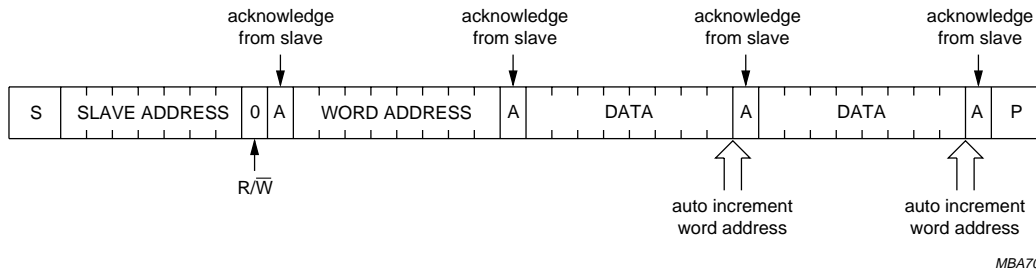 acknowledge acknowledge acknowledge acknowledge
from slave from slave from slave from slave
S SLAVE ADDRESS 0 A WORD ADDRESS A DATA A DATA A P
R/W̅
auto increment auto increment
word address word address